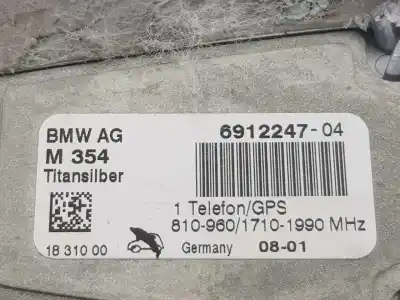 BMW AG
6912247-04
M 354
Titansilber
1 Telefon/GPS
810-960/1710-1990 MHz
18 310 00
Germany
08-01